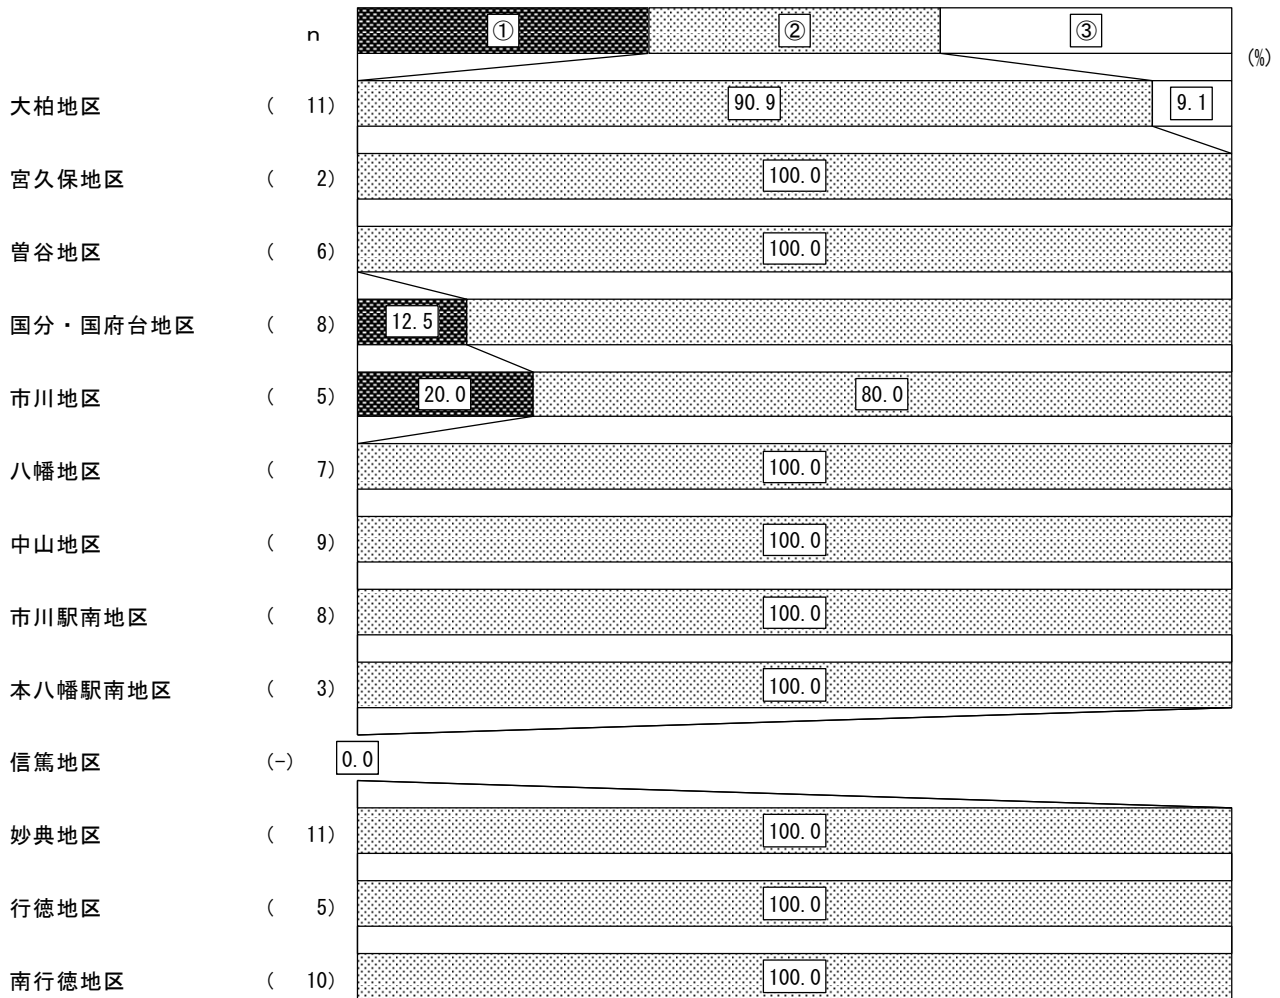 n ① ② ③
(%)
大柏地区 ( 11) 90.9 9.1
宮久保地区 ( 2) 100.0
曽谷地区 ( 6) 100.0
国分・国府台地区 ( 8) 12.5
市川地区 ( 5) 20.0 80.0
八幡地区 ( 7) 100.0
中山地区 ( 9) 100.0
市川駅南地区 ( 8) 100.0
本八幡駅南地区 ( 3) 100.0
信篤地区 (-) 0.0
妙典地区 ( 11) 100.0
行徳地区 ( 5) 100.0
南行徳地区 ( 10) 100.0